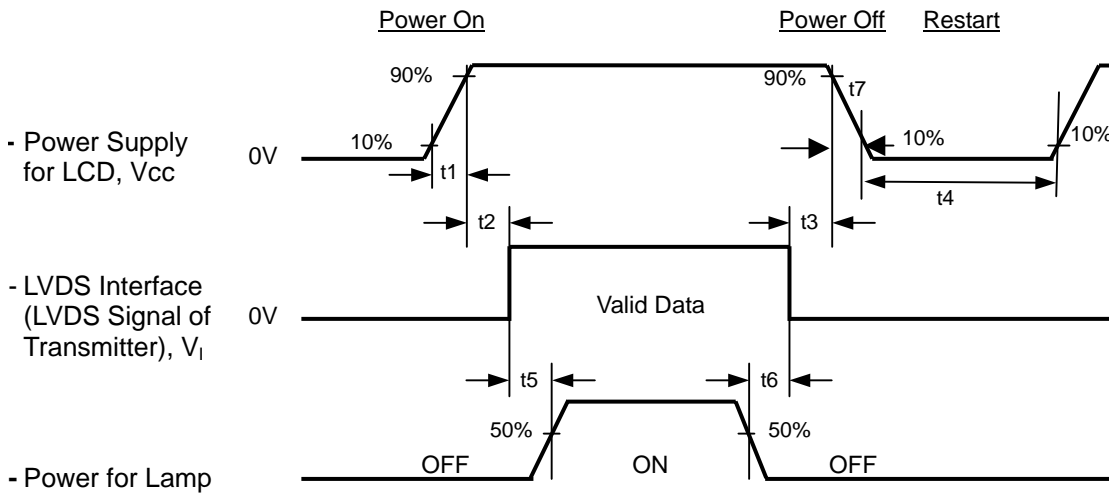 Power On
Power Off
Restart
90%
90%
t7
10%
10%
10%
- Power Supply
for LCD, Vcc
0V
t1
t4
t2
t3
- LVDS Interface
(LVDS Signal of
Transmitter), VI
0V
Valid Data
t5
t6
50%
50%
OFF
ON
OFF
- Power for Lamp